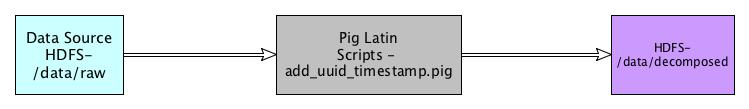 Data Source
HDFS-
/data/raw
Pig Latin
Scripts -
add_uuid_timestamp.pig
HDFS-
/data/decomposed